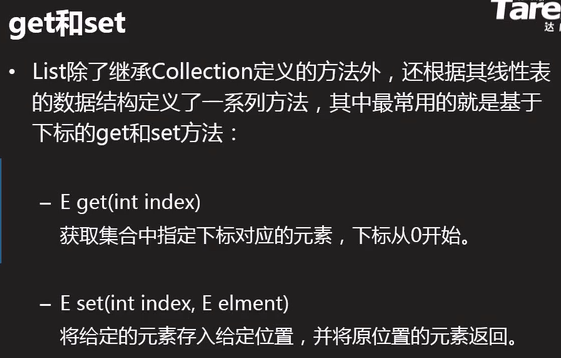 get和set
Tare
达
• List除了继承Collection定义的方法外，还根据其线性表
的数据结构定义了一系列方法，其中最常用的就是基于
下标的get和set方法：
– E get(int index)
获取集合中指定下标对应的元素，下标从0开始。
– E set(int index, E elment)
将给定的元素存入给定位置，并将原位置的元素返回。